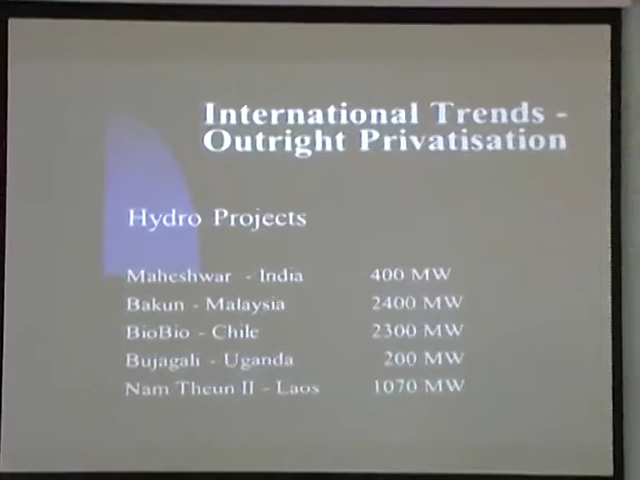 International Trends -
Outright Privatisation
Hydro Projects
Maheshwar - India 400 MW
Bakun - Malaysia 2400 MW
BioBio - Chile 2300 MW
Bujagali - Uganda 200 MW
Nam Theun II - Laos 1070 MW